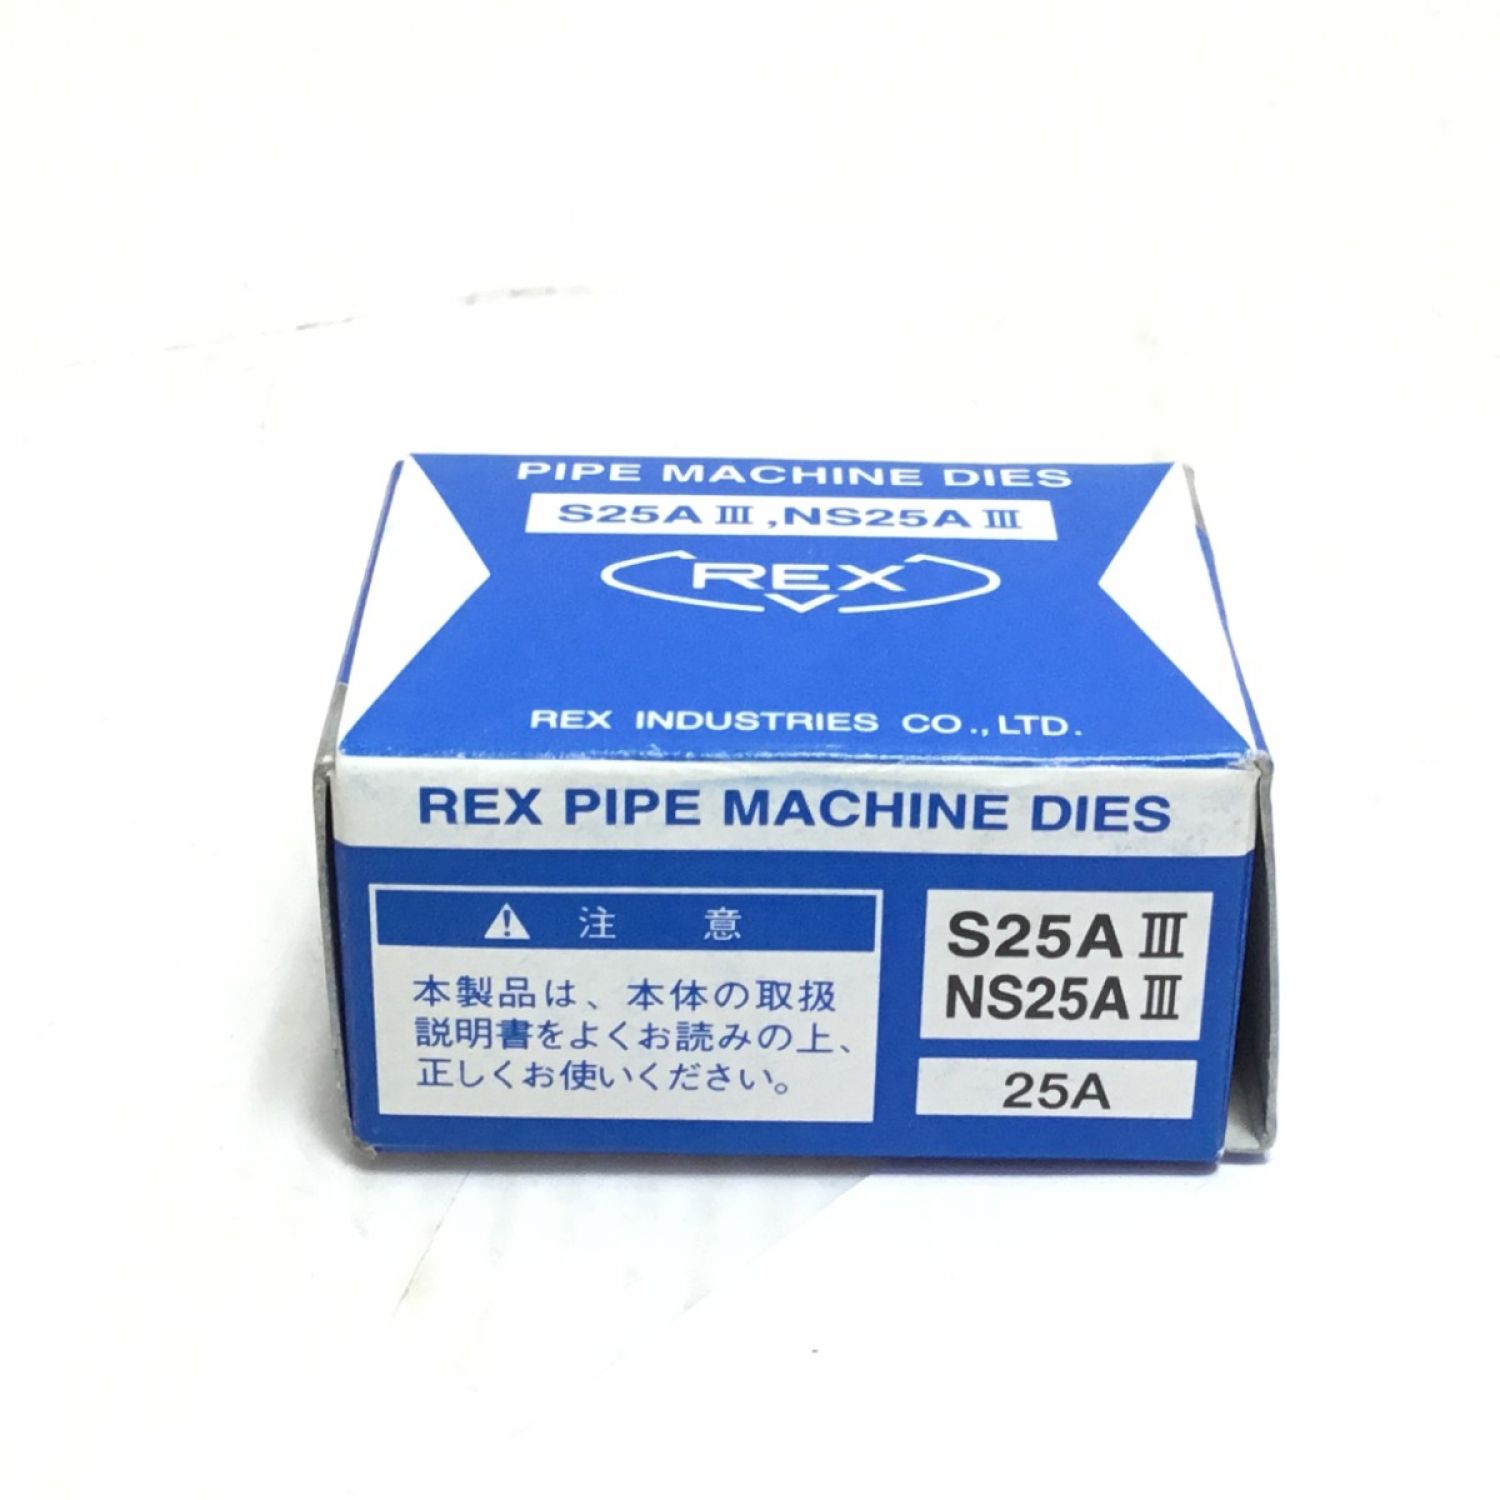 PIPE MACHINE DIES
S25A Ⅲ,NS25A Ⅲ
REX
REX INDUSTRIES CO.,LTD.
REX PIPE MACHINE DIES
注 意
本製品は、本体の取扱
説明書をよくお読みの上、
正しくお使いください。
S25A Ⅲ
NS25A Ⅲ
25A